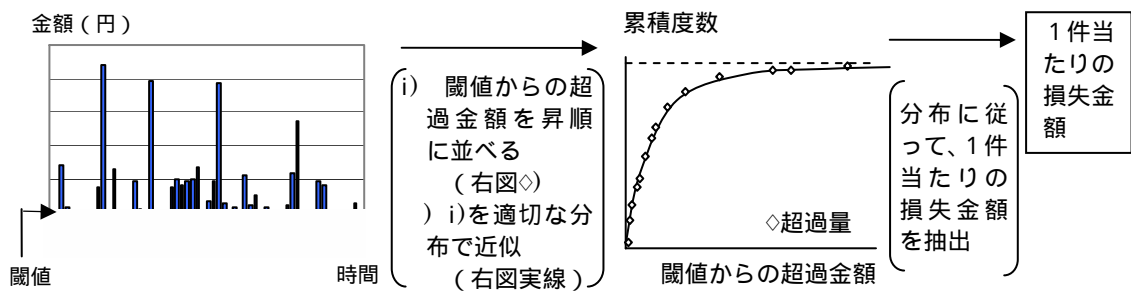 金額（円）
閾値
時間
i) 閾値からの超
過金額を昇順
に並べる
（右図◇）
) i)を適切な分
布で近似
（右図実線）
累積度数
◇超過量
閾値からの超過金額
分布に従
って、1件
当たりの
損失金額
を抽出
1件当
たりの
損失金
額